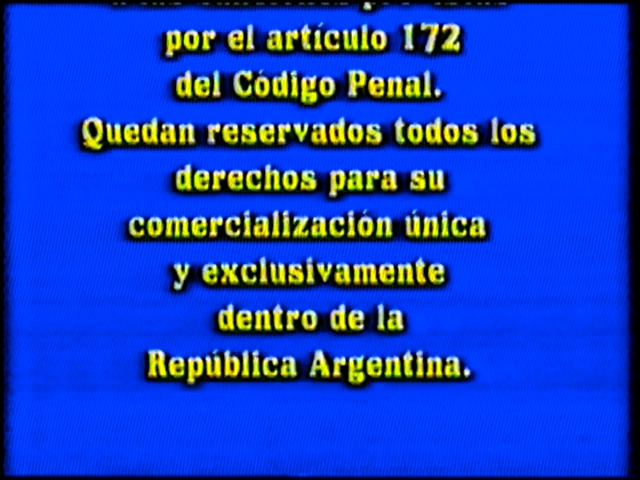 por el artículo 172
del Código Penal.
Quedan reservados todos los
derechos para su
comercialización única
y exclusivamente
dentro de la
República Argentina.